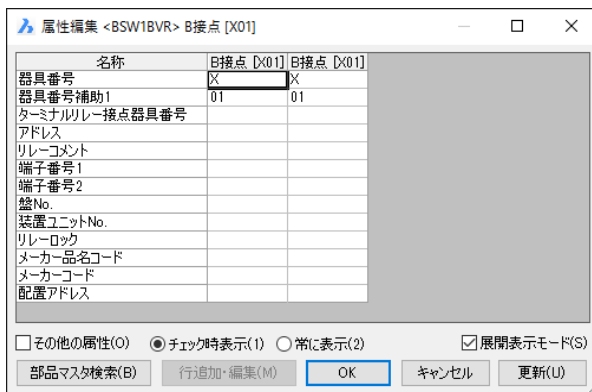 属性編集 <BSW1BVR> B接点 [X01]
名称 B接点 [X01] B接点 [X01]
器具番号 X X
器具番号補助1 01 01
ターミナルリレー接点器具番号
アドレス
リレーコメント
端子番号1
端子番号2
盤No.
装置ユニットNo.
リレーロック
メーカー品名コード
メーカーコード
配置アドレス
その他の属性(O) チェック時表示(1) 常に表示(2) 展開表示モード(S)
部品マスタ検索(B) 行追加・編集(M) OK キャンセル 更新(U)